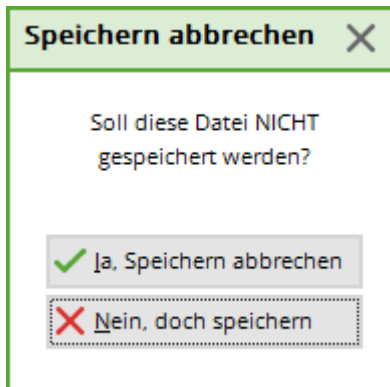 Speichern abbrechen
Soll diese Datei NICHT
gespeichert werden?
Ja, Speichern abbrechen
Nein, doch speichern